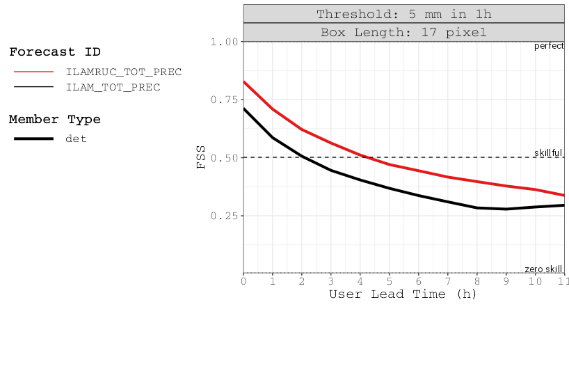 Threshold: 5 mm in 1h
Box Length: 17 pixel
Forecast ID
ILAMRUC_TOT_PREC
ILAM_TOT_PREC
Member Type
det
FSS
1.00
0.75
0.50
0.25
perfect
skillful
zero skill
0 1 2 3 4 5 6 7 8 9 10 11
User Lead Time (h)